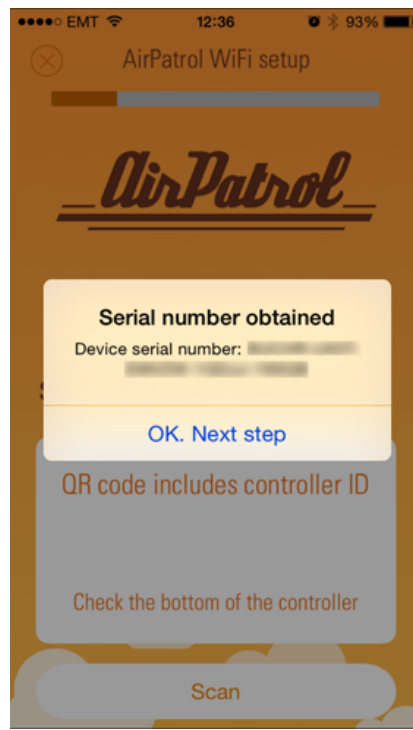 EMT 12:36 93%
AirPatrol WiFi setup
AirPatrol
Serial number obtained
Device serial number:
OK. Next step
QR code includes controller ID
Check the bottom of the controller
Scan